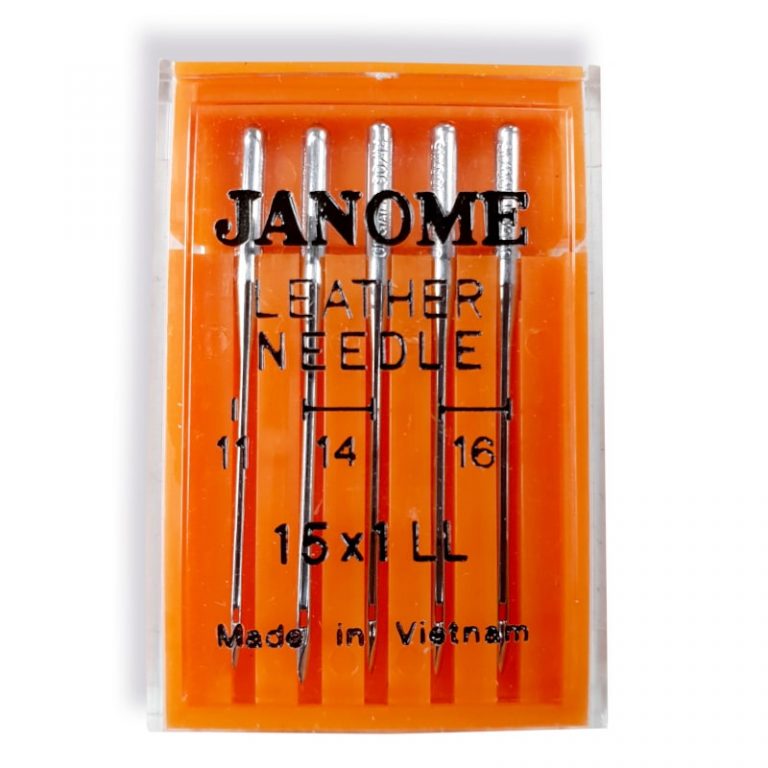 JANOME
LEATHER
NEEDLE
11 14 16
15x1 LL
Made in Vietnam